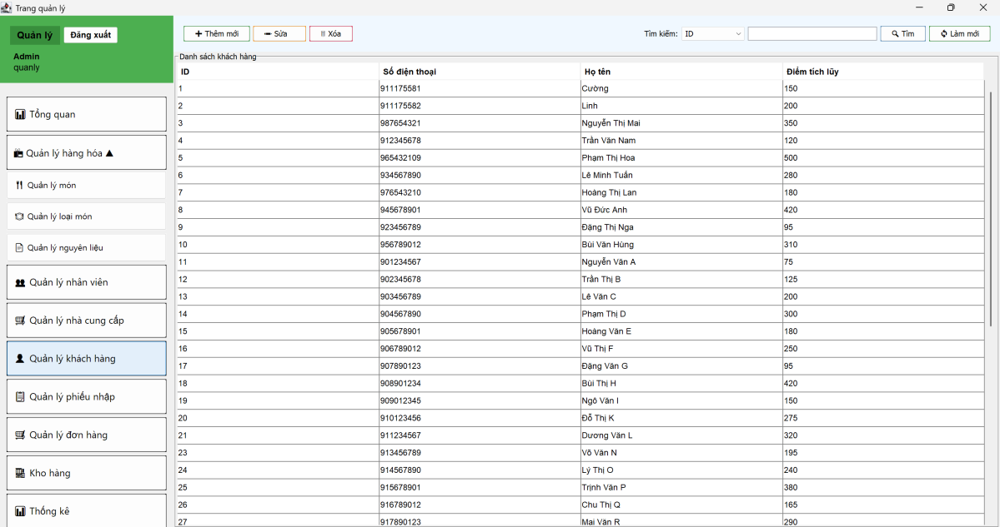 Trang quản lý
Quản lý
Đăng xuất
Admin
quanly
Tổng quan
Quản lý hàng hóa ▲
Quản lý món
Quản lý loại món
Quản lý nguyên liệu
Quản lý nhân viên
Quản lý nhà cung cấp
Quản lý khách hàng
Quản lý phiếu nhập
Quản lý đơn hàng
Kho hàng
Thống kê
Thêm mới
Sửa
Xóa
Tìm kiếm:
ID
Tìm
Làm mới
Danh sách khách hàng
ID Số điện thoại Họ tên Điểm tích lũy
1 911175581 Cường 150
2 911175582 Linh 200
3 987654321 Nguyễn Thị Mai 350
4 912345678 Trần Văn Nam 120
5 965432109 Phạm Thị Hoa 500
6 934567890 Lê Minh Tuấn 280
7 976543210 Hoàng Thị Lan 180
8 945678901 Vũ Đức Anh 420
9 923456789 Đặng Thị Nga 95
10 956789012 Bùi Văn Hùng 310
11 901234567 Nguyễn Văn A 75
12 902345678 Trần Thị B 125
13 903456789 Lê Văn C 200
14 904567890 Phạm Thị D 300
15 905678901 Hoàng Văn E 180
16 906789012 Vũ Thị F 250
17 907890123 Đặng Văn G 95
18 908901234 Bùi Thị H 420
19 909012345 Ngô Văn I 150
20 910123456 Đỗ Thị K 275
21 911234567 Dương Văn L 320
23 913456789 Võ Văn N 195
24 914567890 Lý Thị O 240
25 915678901 Trịnh Văn P 380
26 916789012 Chu Thị Q 165
27 917890123 Mai Văn R 290